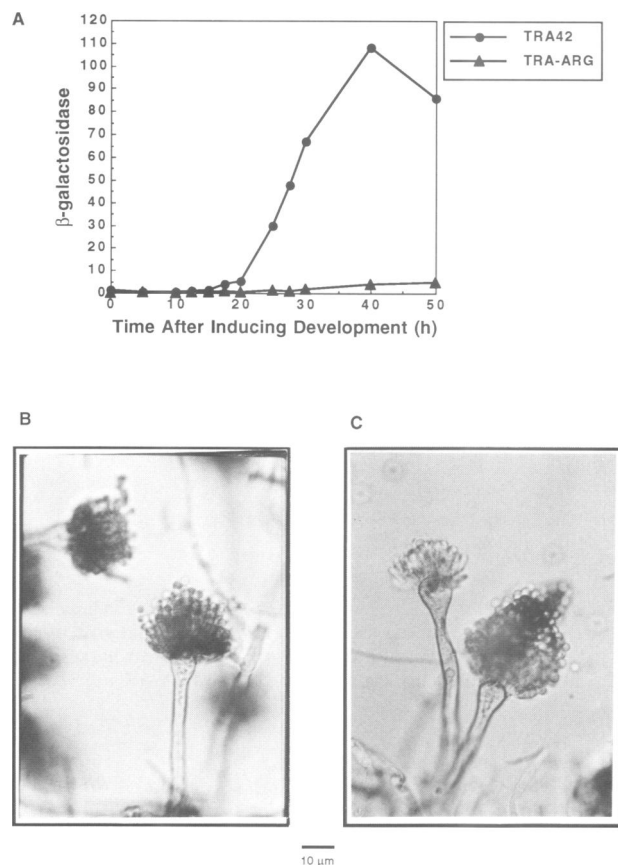 A
β-galactosidase
120
110
100
90
80
70
60
50
40
30
20
10
0
0 10 20 30 40 50
Time After Inducing Development (h)
TRA42
TRA-ARG
B
C
10 µm